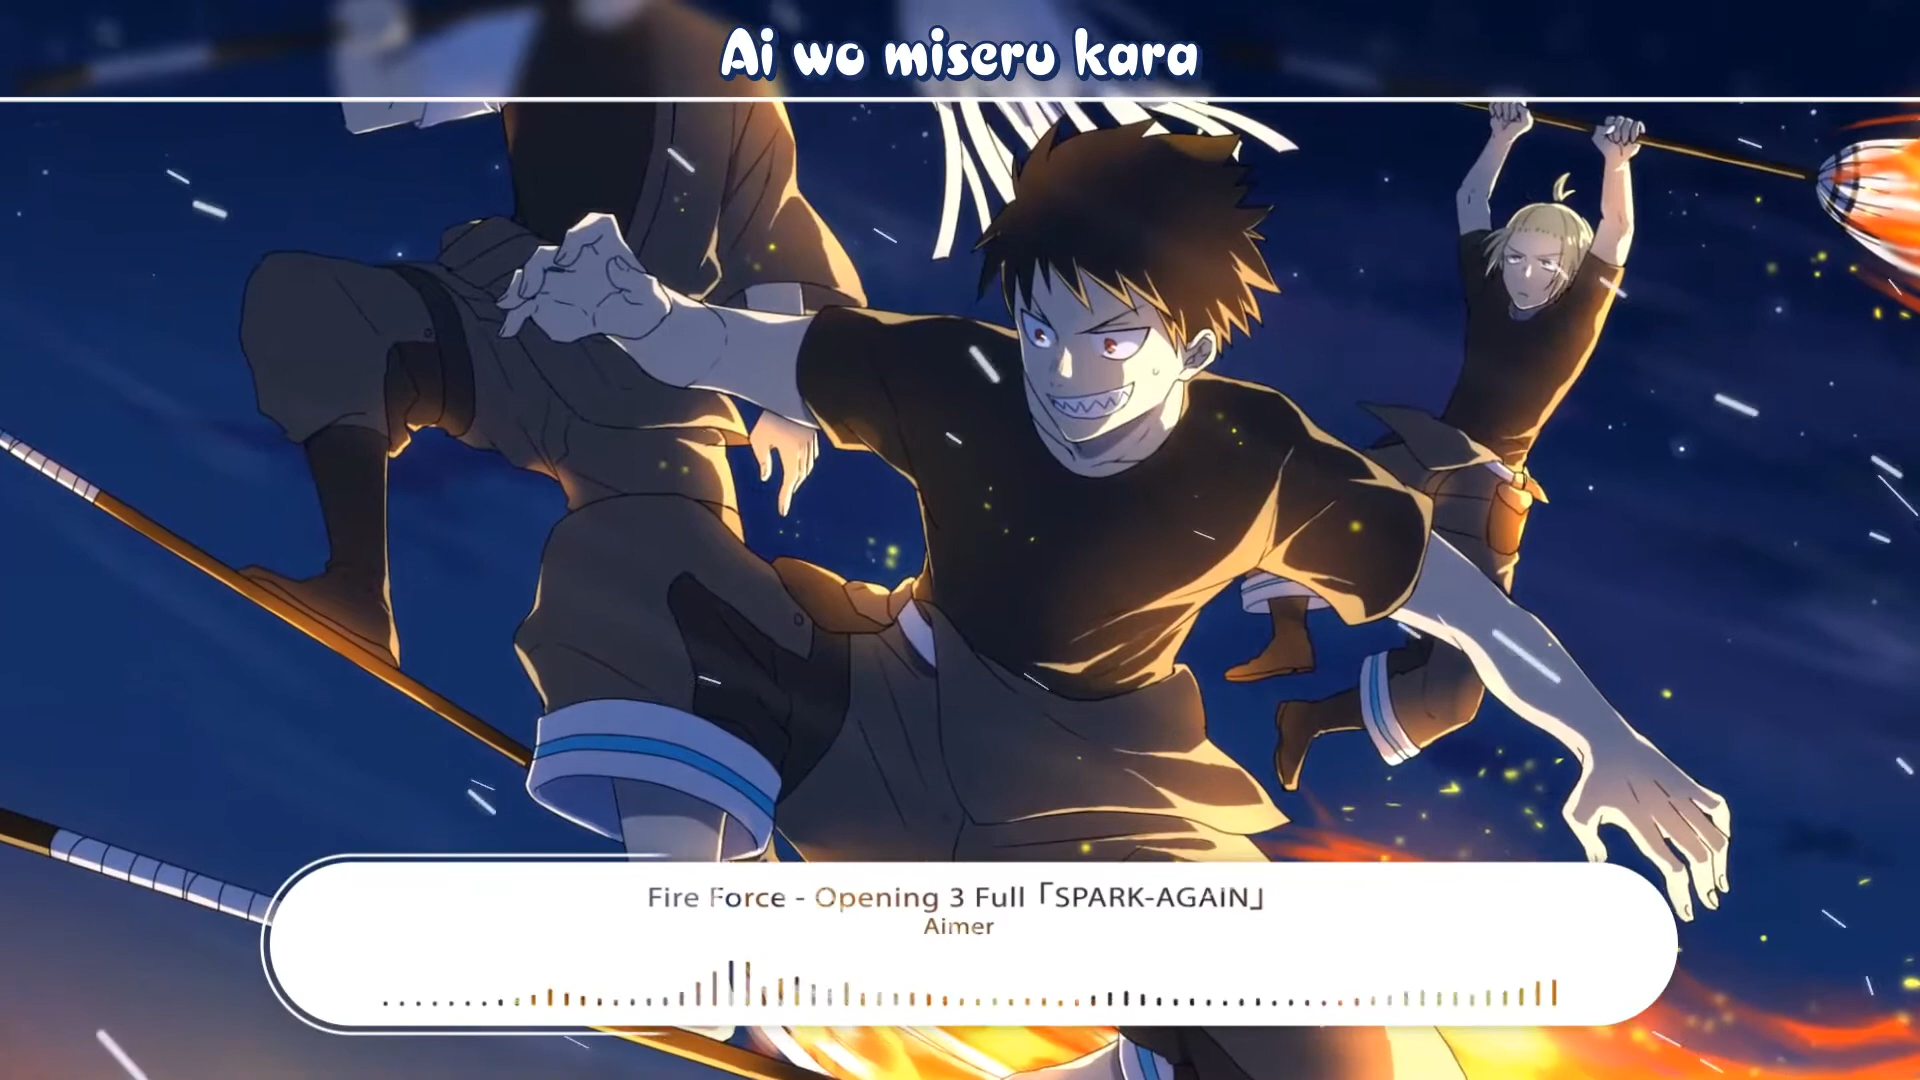 Ai wo miseru kara
Fire Force - Opening 3 Full「SPARK-AGAIN」
Aimer